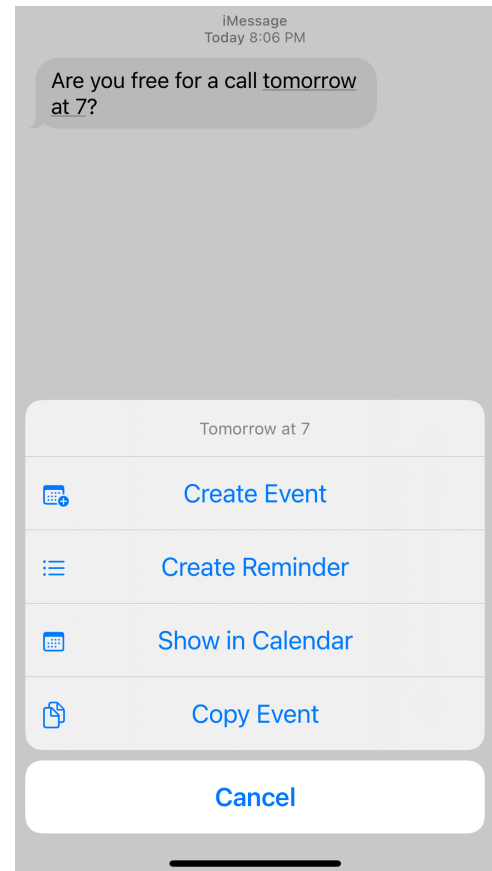 iMessage
Today 8:06 PM
Are you free for a call tomorrow
at 7?
Tomorrow at 7
Create Event
Create Reminder
Show in Calendar
Copy Event
Cancel